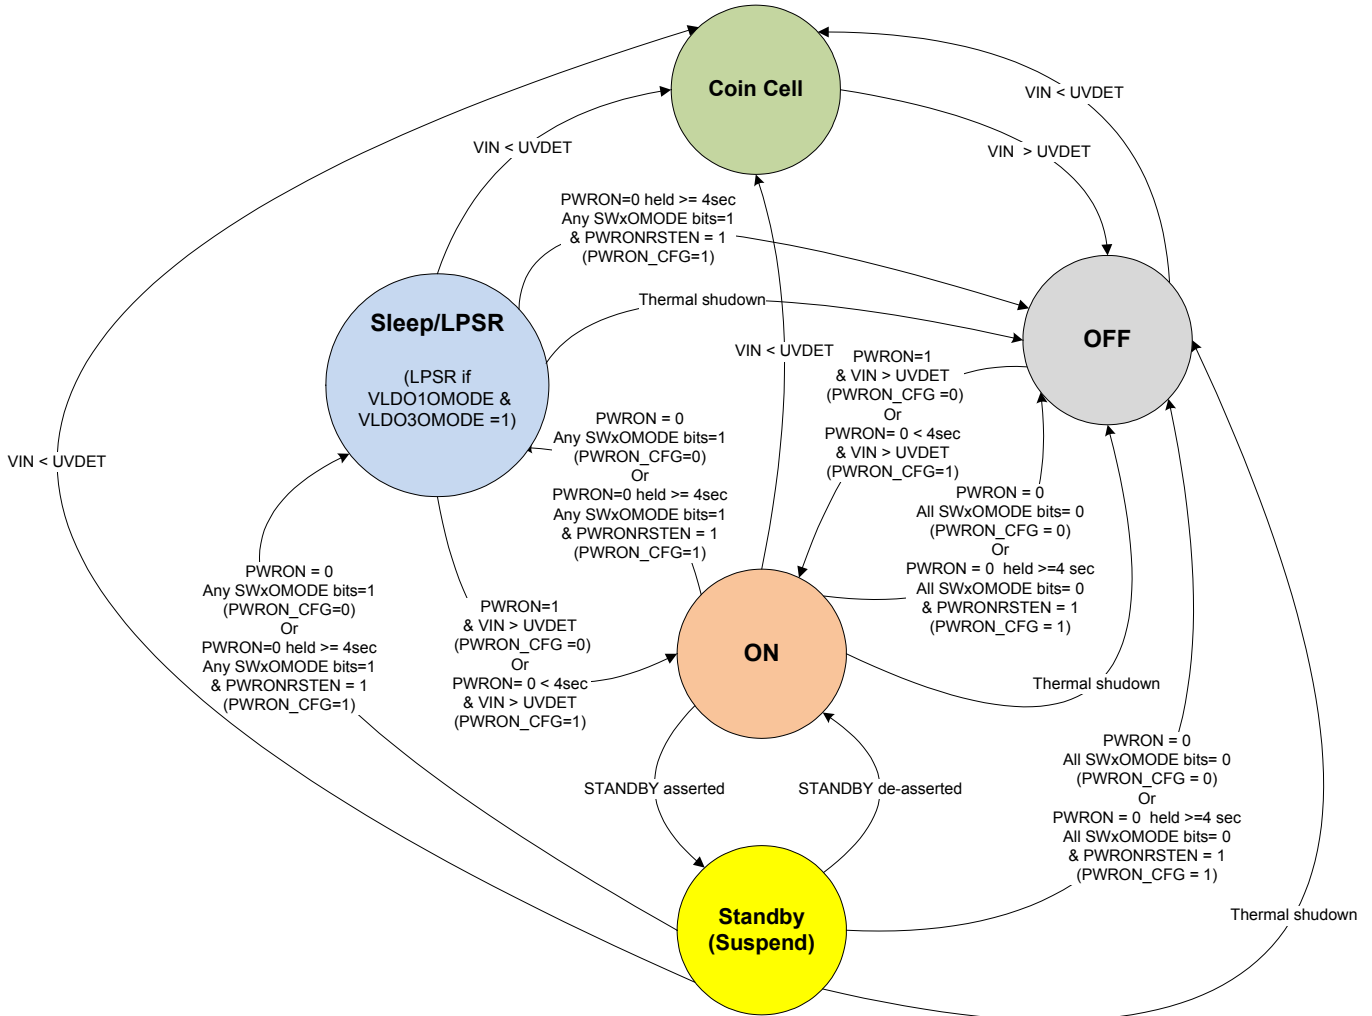 Coin Cell
VIN < UVDET
VIN < UVDET
VIN  > UVDET
PWRON=0 held >= 4sec
Any SWxOMODE bits=1
& PWRONRSTEN = 1
(PWRON_CFG=1)
Thermal shudown
Sleep/LPSR
(LPSR if
VLDO1OMODE &
VLDO3OMODE =1)
OFF
VIN < UVDET
PWRON=1
& VIN > UVDET
(PWRON_CFG =0)
Or
PWRON= 0 < 4sec
& VIN > UVDET
(PWRON_CFG=1)
PWRON = 0
Any SWxOMODE bits=1
(PWRON_CFG=0)
Or
PWRON=0 held >= 4sec
Any SWxOMODE bits=1
& PWRONRSTEN = 1
(PWRON_CFG=1)
VIN < UVDET
PWRON = 0
All SWxOMODE bits= 0
(PWRON_CFG = 0)
Or
PWRON = 0  held >=4 sec
All SWxOMODE bits= 0
& PWRONRSTEN = 1
(PWRON_CFG = 1)
PWRON = 0
Any SWxOMODE bits=1
(PWRON_CFG=0)
Or
PWRON=0 held >= 4sec
Any SWxOMODE bits=1
& PWRONRSTEN = 1
(PWRON_CFG=1)
PWRON=1
& VIN > UVDET
(PWRON_CFG =0)
Or
PWRON= 0 < 4sec
& VIN > UVDET
(PWRON_CFG=1)
ON
Thermal shudown
STANDBY asserted
STANDBY de-asserted
PWRON = 0
All SWxOMODE bits= 0
(PWRON_CFG = 0)
Or
PWRON = 0  held >=4 sec
All SWxOMODE bits= 0
& PWRONRSTEN = 1
(PWRON_CFG = 1)
Standby
(Suspend)
Thermal shudown